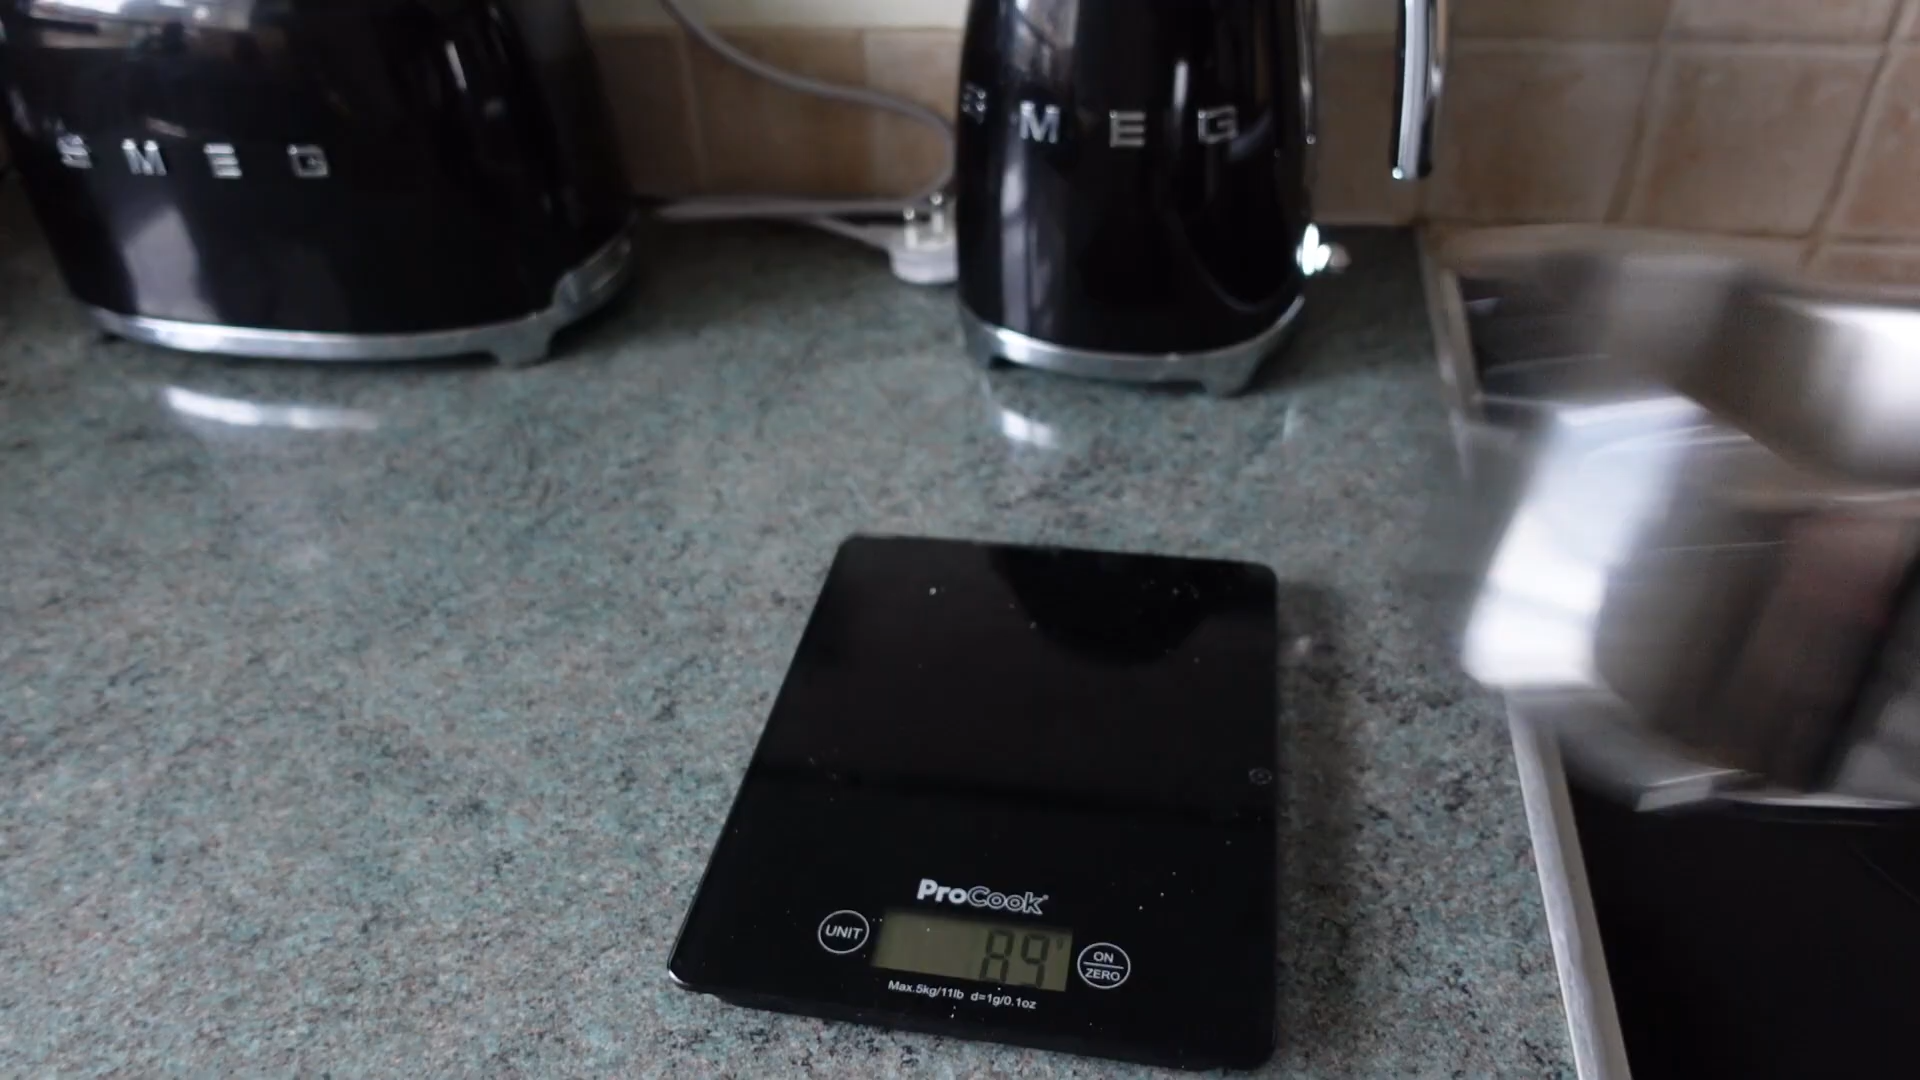 SMEG
SMEG
ProCook
UNIT
89
g
ON
ZERO
Max.5kg/11lb d=1g/0.1oz